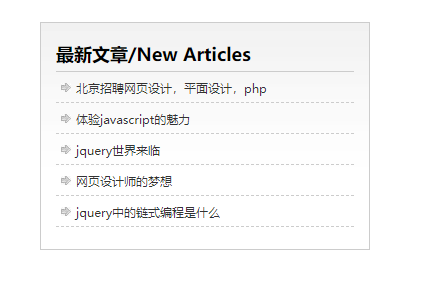 最新文章/New Articles
北京招聘网页设计，平面设计，php
体验javascript的魅力
jquery世界来临
网页设计师的梦想
jquery中的链式编程是什么